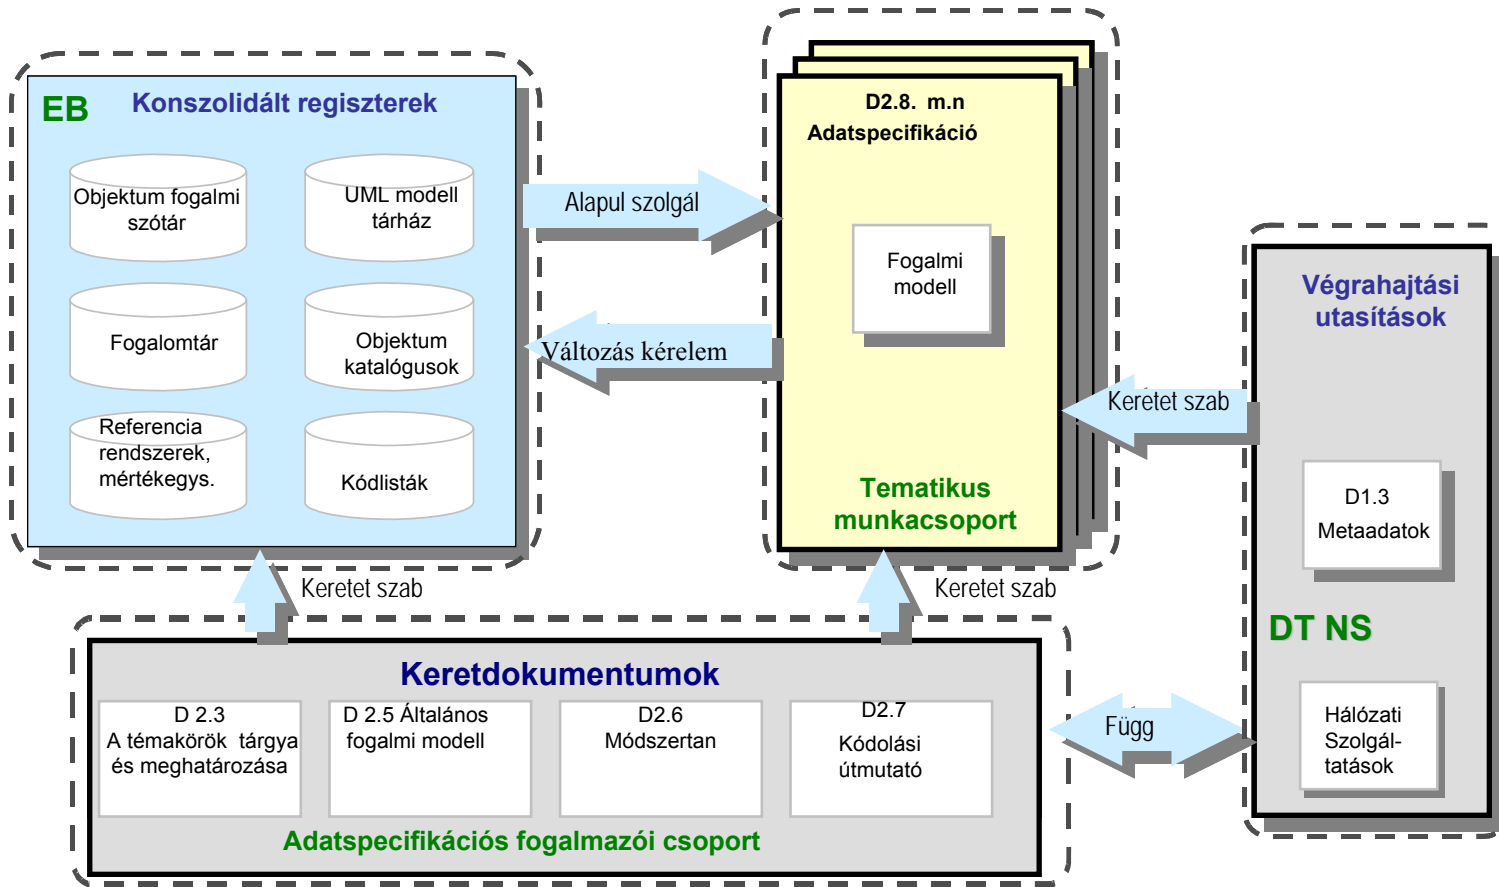 EB
Konszolidált regiszterek
Objektum fogalmi
szótár
UML modell
tárház
Fogalomtár
Objektum
katalógusok
Referencia
rendszerek,
mértékegys.
Kódlisták
Alapul szolgál
Változás kérelem
D2.8. m.n
Adatspecifikáció
Fogalmi
modell
Tematikus
munkacsoport
Keretet szab
Végrahajtási
utasítások
D1.3
Metaadatok
DT NS
Hálózati
Szolgál-
tatások
Keretet szab
Keretet szab
Függ
Keretdokumentumok
D 2.3
A témakörök tárgya
és meghatározása
D 2.5 Általános
fogalmi modell
D2.6
Módszertan
D2.7
Kódolási
útmutató
Adatspecifikációs fogalmazói csoport